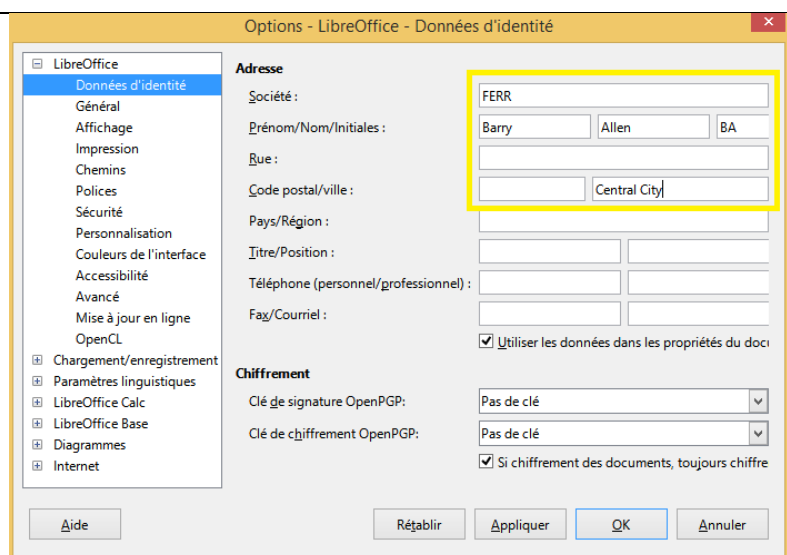 Options - LibreOffice - Données d'identité
LibreOffice
Données d'identité
Général
Affichage
Impression
Chemins
Polices
Sécurité
Personnalisation
Couleurs de l'interface
Accessibilité
Avancé
Mise à jour en ligne
OpenCL
Chargement/enregistrement
Paramètres linguistiques
LibreOffice Calc
LibreOffice Base
Diagrammes
Internet
Adresse
Société : FERR
Prénom/Nom/Initiales : Barry Allen BA
Rue :
Code postal/ville : Central City
Pays/Région :
Titre/Position :
Téléphone (personnel/professionnel) :
Fax/Courriel :
Utiliser les données dans les propriétés du docu
Chiffrement
Clé de signature OpenPGP: Pas de clé
Clé de chiffrement OpenPGP: Pas de clé
Si chiffrement des documents, toujours chiffre
Aide Rétablir Appliquer OK Annuler